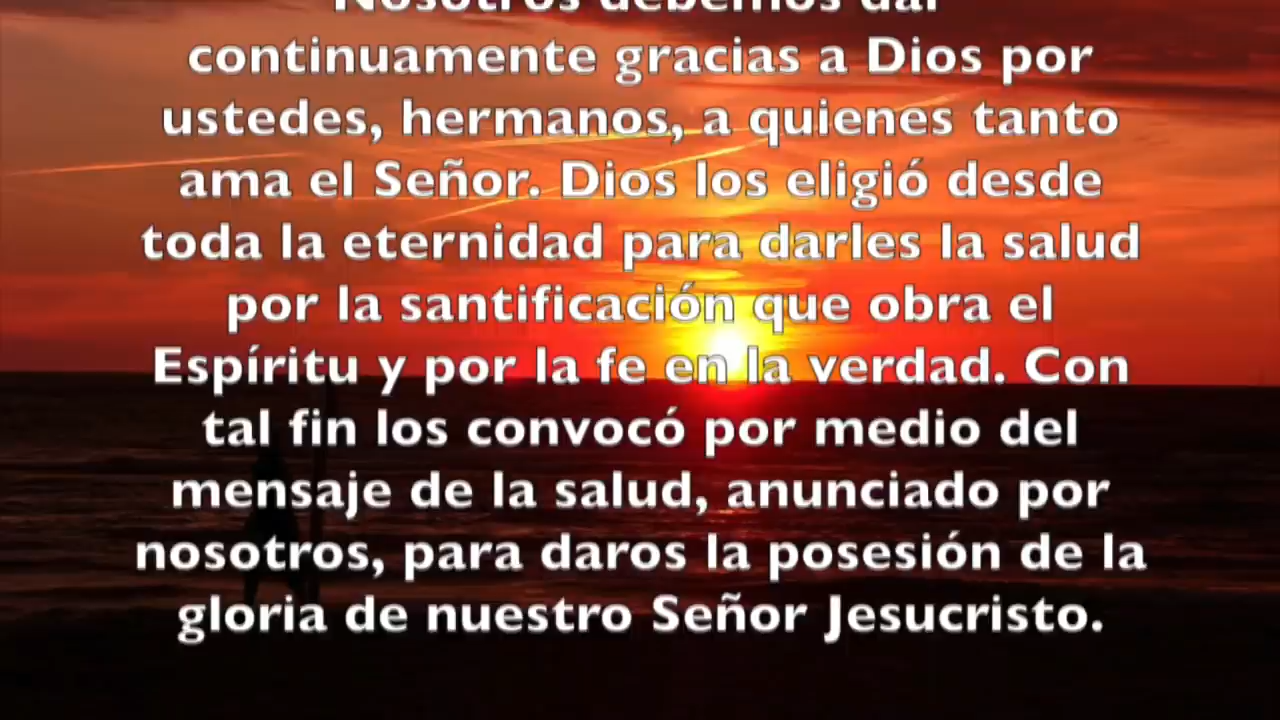 Nosotros debemos dar
continuamente gracias a Dios por
ustedes, hermanos, a quienes tanto
ama el Señor. Dios los eligió desde
toda la eternidad para darles la salud
por la santificación que obra el
Espíritu y por la fe en la verdad. Con
tal fin los convocó por medio del
mensaje de la salud, anunciado por
nosotros, para daros la posesión de la
gloria de nuestro Señor Jesucristo.